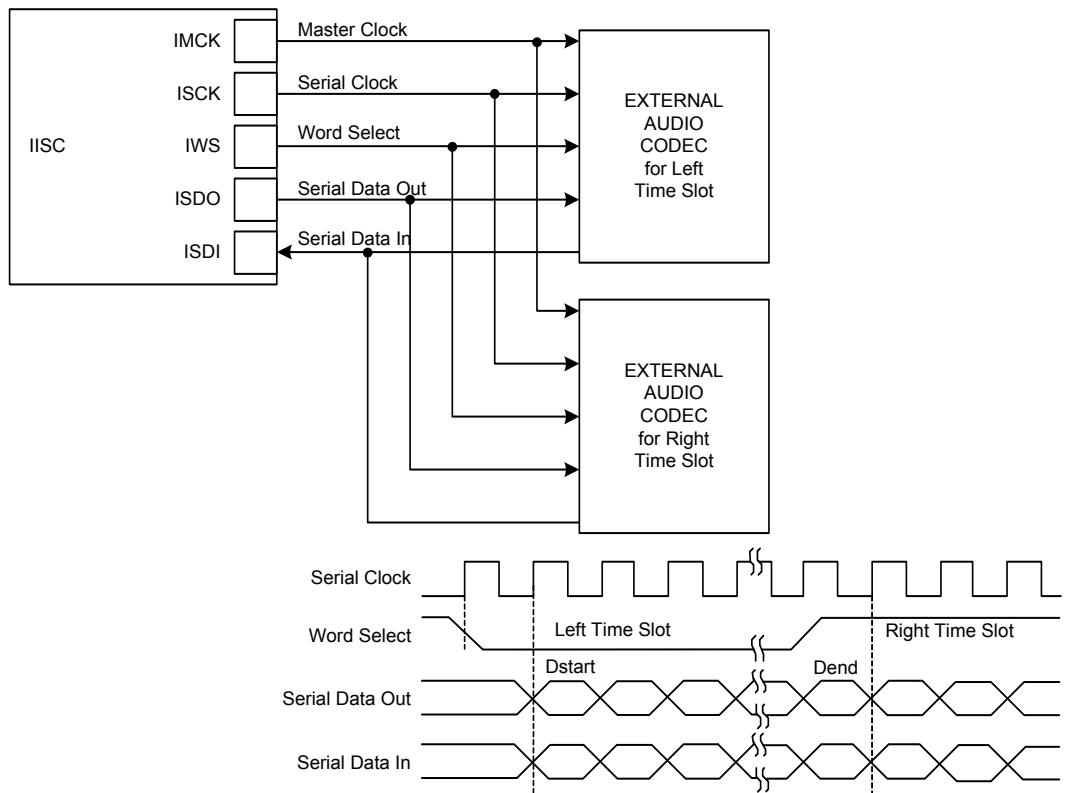 IISC
IMCK
ISCK
IWS
ISDO
ISDI
Master Clock
Serial Clock
Word Select
Serial Data Out
Serial Data In
EXTERNAL
AUDIO
CODEC
for Left
Time Slot
EXTERNAL
AUDIO
CODEC
for Right
Time Slot
Serial Clock
Word Select
Left Time Slot
Right Time Slot
Dstart
Dend
Serial Data Out
Serial Data In